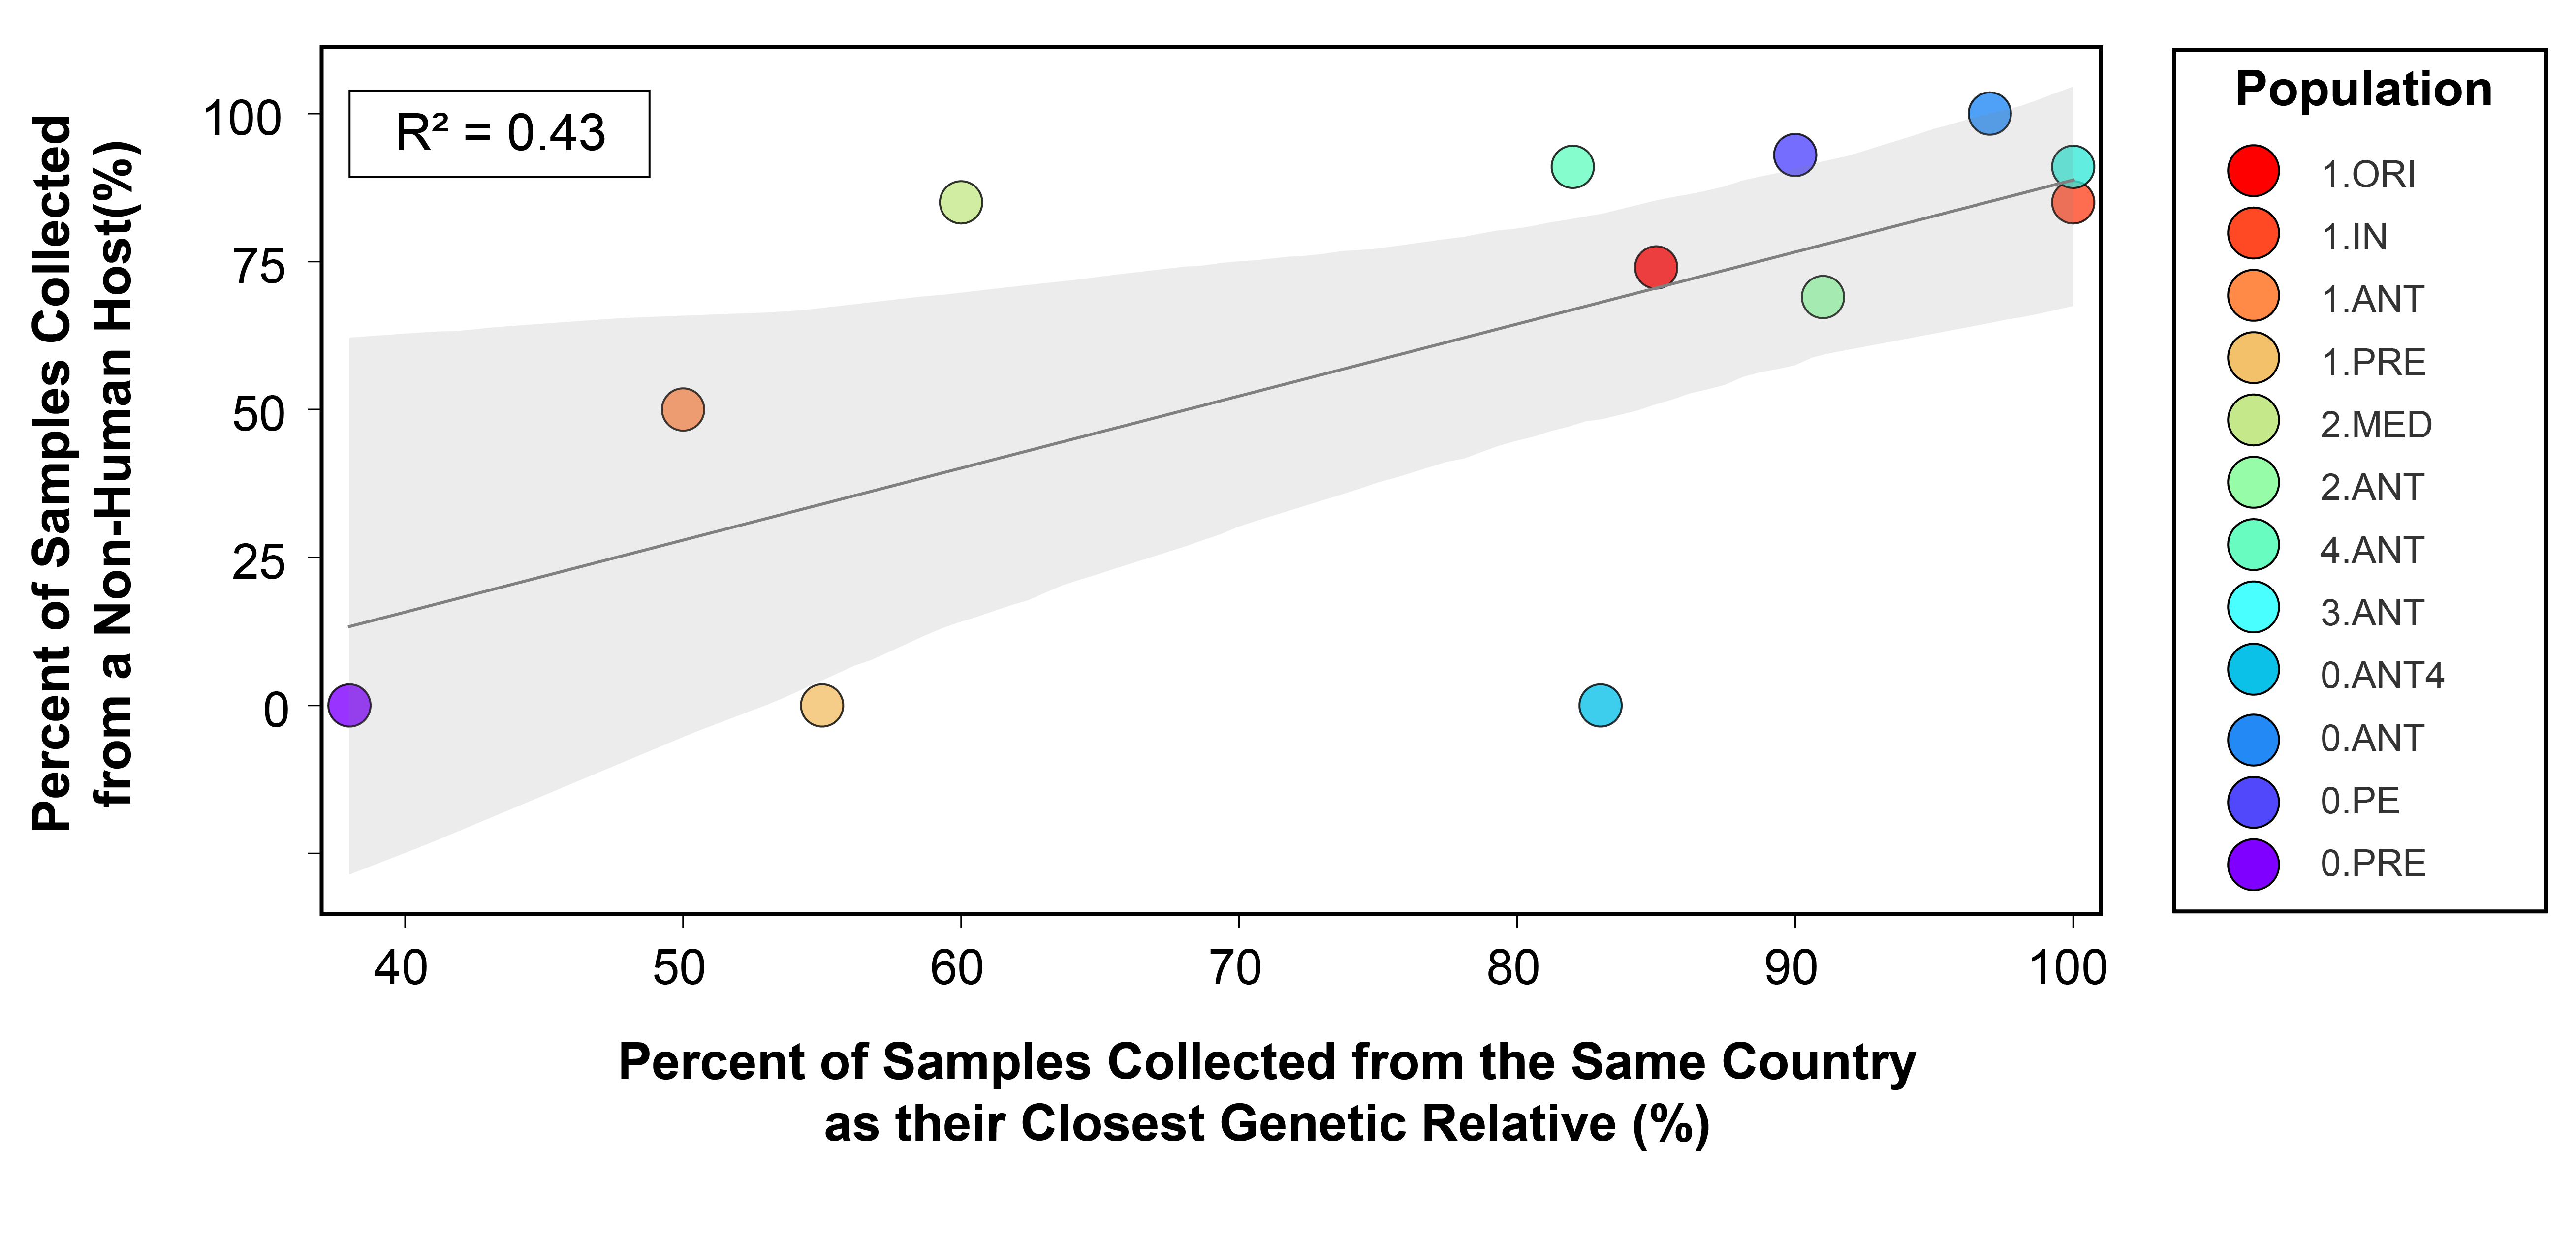 Percent of Samples Collected
from a Non-Human Host(%)
100
75
50
25
0
R² = 0.43
40 50 60 70 80 90 100
Percent of Samples Collected from the Same Country
as their Closest Genetic Relative (%)
Population
1.ORI
1.IN
1.ANT
1.PRE
2.MED
2.ANT
4.ANT
3.ANT
0.ANT4
0.ANT
0.PE
0.PRE